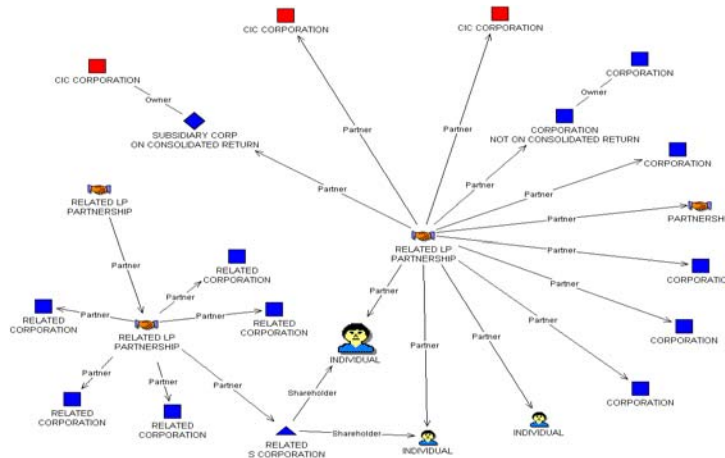 CIC CORPORATION
CIC CORPORATION
CIC CORPORATION
CORPORATION
Owner
Owner
SUBSIDIARY CORP
ON CONSOLIDATED RETURN
Partner
Partner
CORPORATION
NOT ON CONSOLIDATED RETURN
Partner
CORPORATION
Partner
Partner
RELATED LP
PARTNERSHIP
Partner
PARTNERSH
RELATED LP
PARTNERSHIP
Partner
RELATED
CORPORATION
Partner
Partner
CORPORATIO
RELATED
CORPORATION
Partner
Partner
RELATED
CORPORATION
RELATED LP
PARTNERSHIP
Partner
Partner
CORPORATION
INDIVIDUAL
Partner
Partner
Partner
Partner
Partner
Partner
RELATED
CORPORATION
RELATED
CORPORATION
Shareholder
CORPORATION
RELATED
S CORPORATION
Shareholder
INDIVIDUAL
INDIVIDUAL